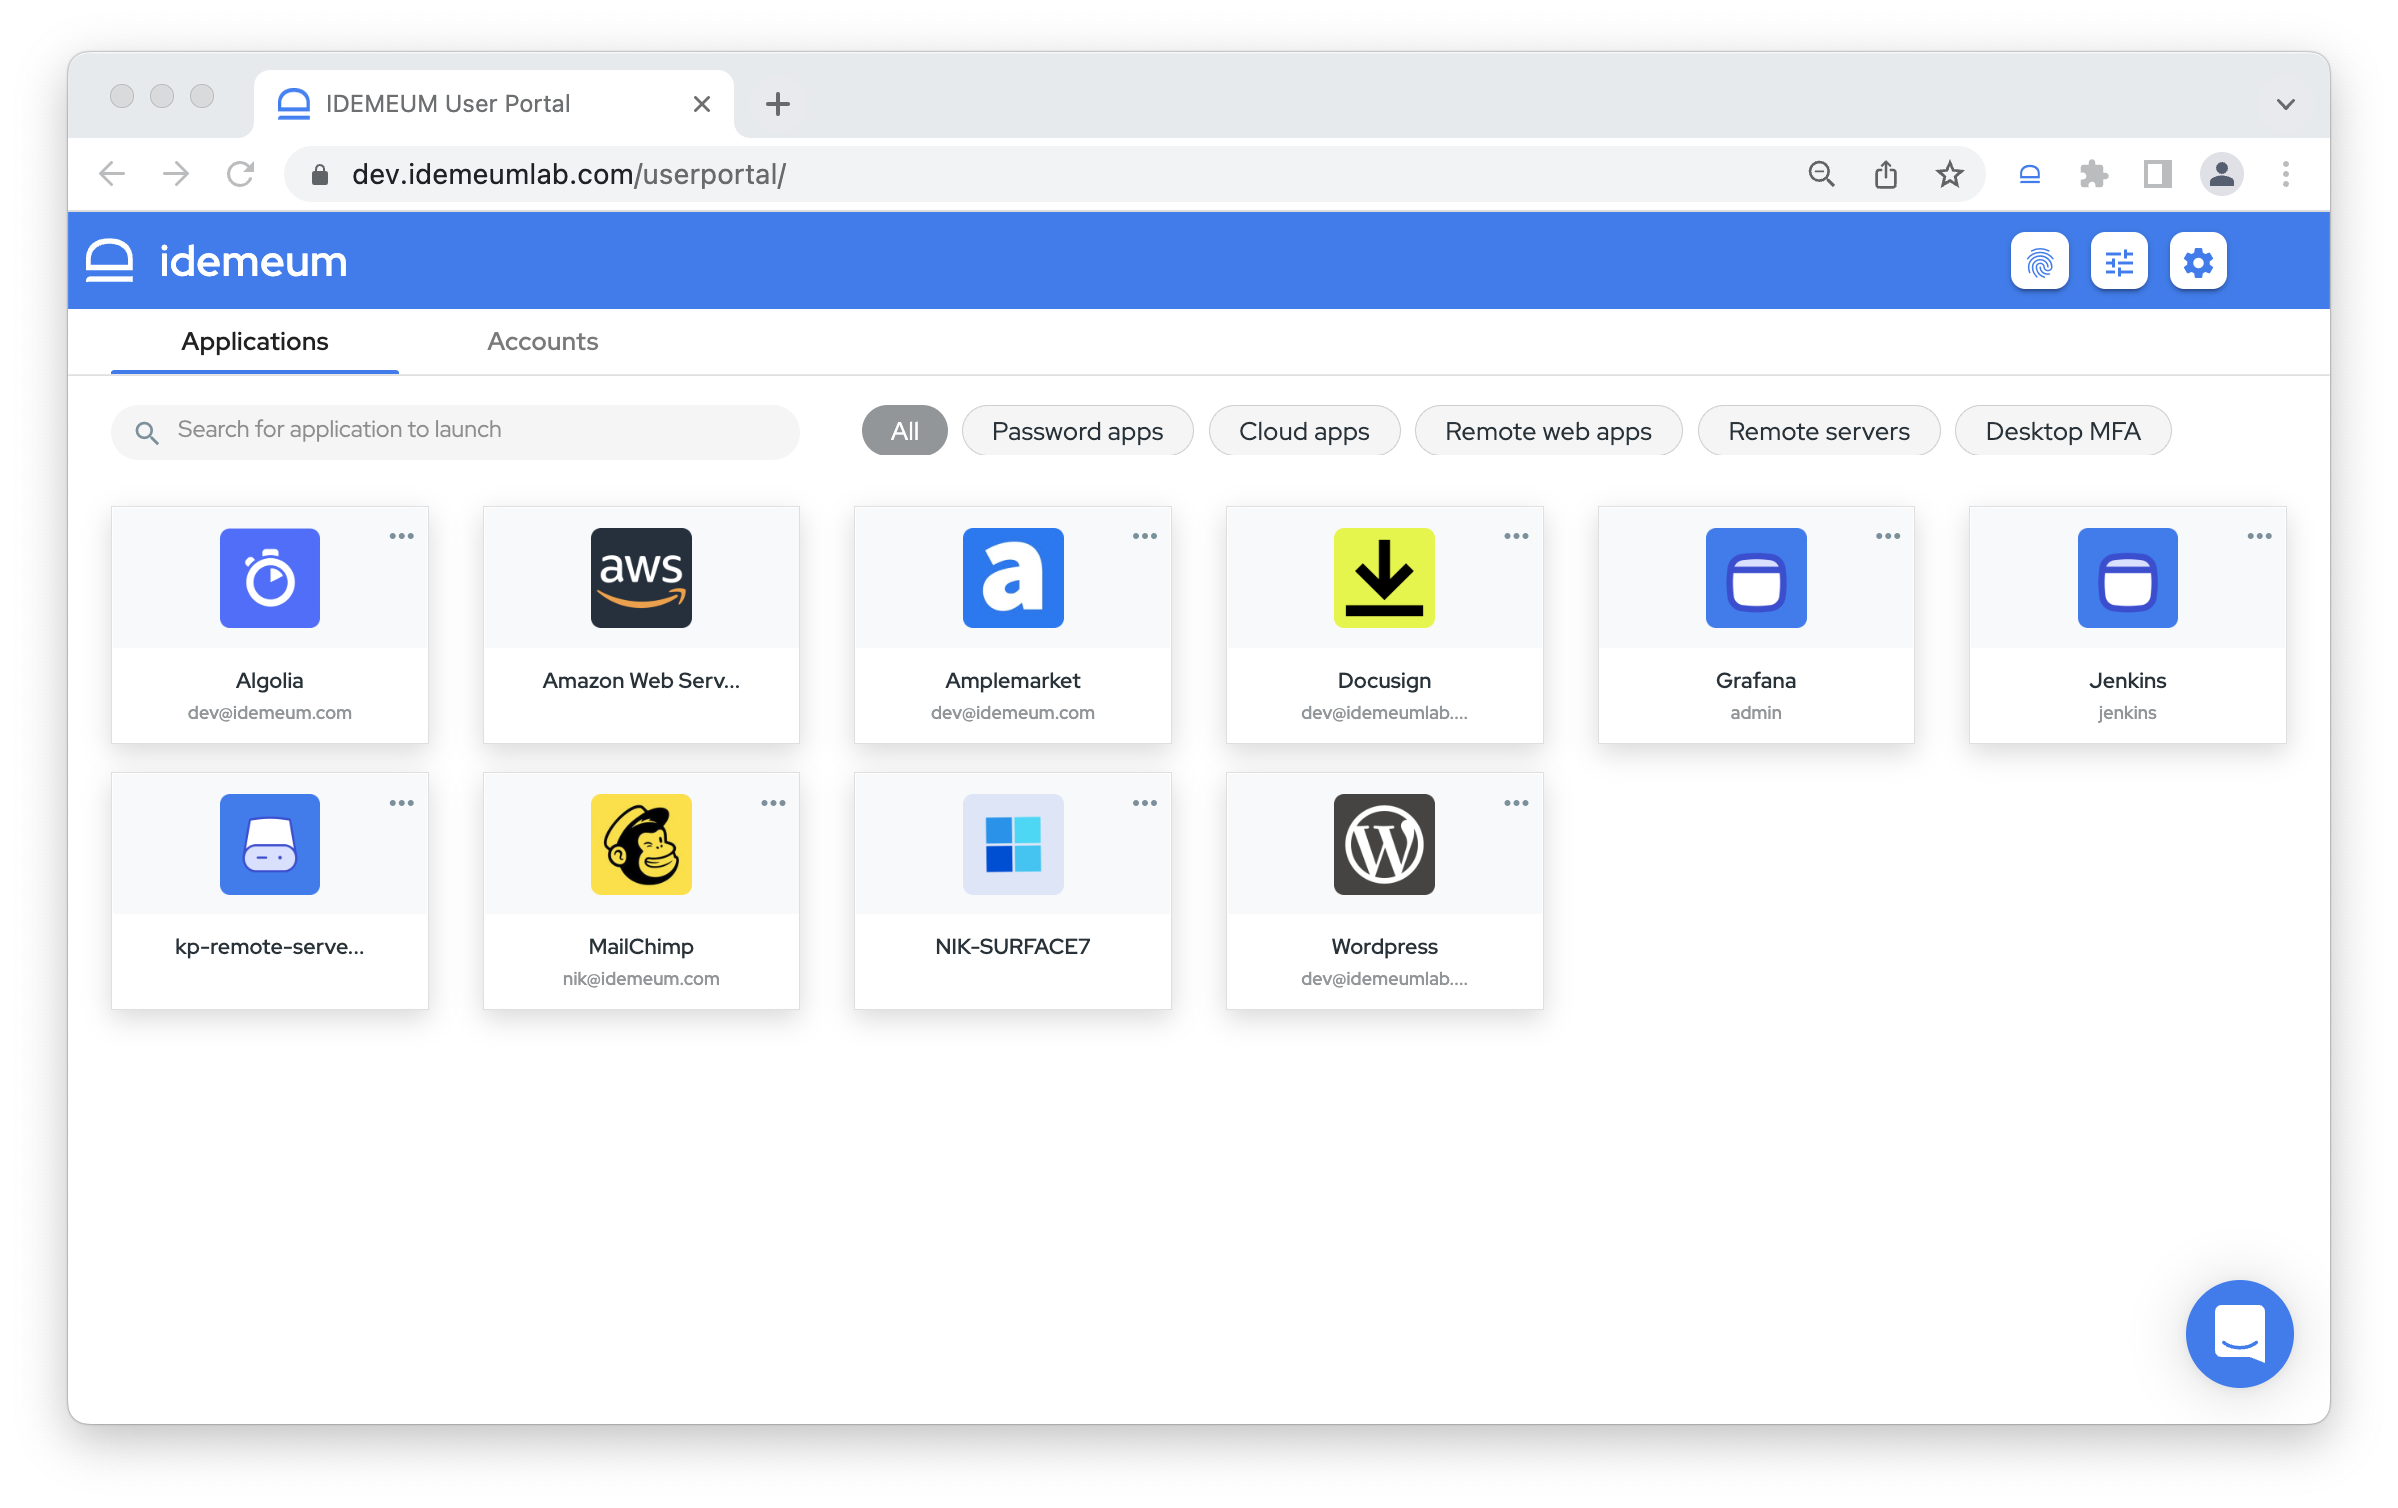 IDEMEUM User Portal
dev.idemeumlab.com/userportal/
idemeum
Applications
Accounts
Search for application to launch
All
Password apps
Cloud apps
Remote web apps
Remote servers
Desktop MFA
aws
a
Algolia
dev@idemeum.com
Amazon Web Serv...
Amplemarket
dev@idemeum.com
Docusign
dev@idemeumlab....
Grafana
admin
Jenkins
jenkins
W
kp-remote-serve...
MailChimp
nik@idemeum.com
NIK-SURFACE7
Wordpress
dev@idemeumlab....